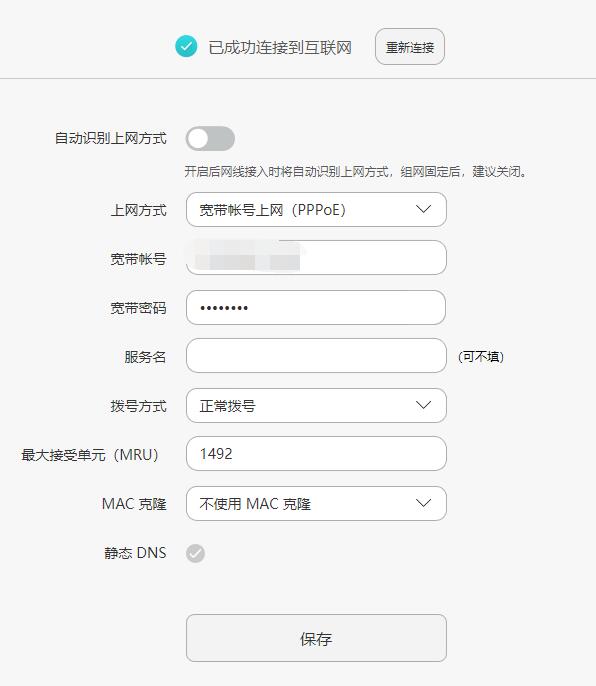 已成功连接到互联网 重新连接
自动识别上网方式
开启后网线接入时将自动识别上网方式，组网固定后，建议关闭。
上网方式 宽带帐号上网（PPPoE）
宽带帐号
宽带密码 ••••••••
服务名 (可不填)
拨号方式 正常拨号
最大接受单元（MRU） 1492
MAC 克隆 不使用 MAC 克隆
静态 DNS
保存